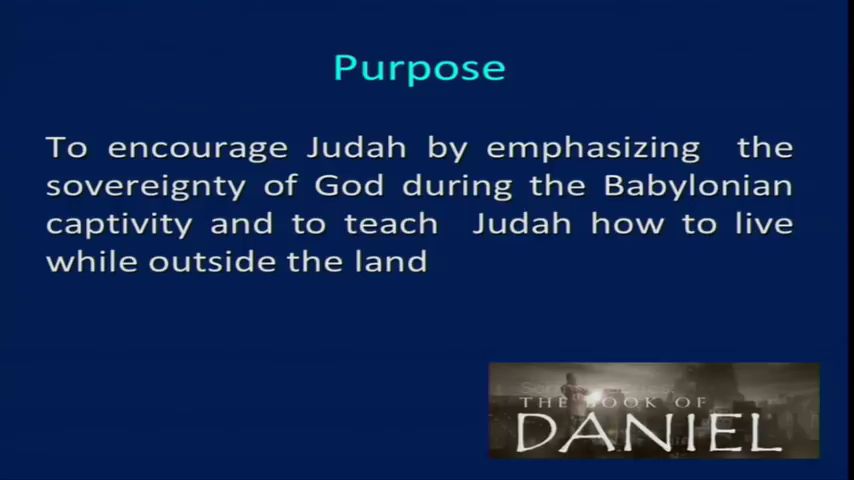 Purpose
To encourage Judah by emphasizing the
sovereignty of God during the Babylonian
captivity and to teach Judah how to live
while outside the land
THE BOOK OF
DANIEL